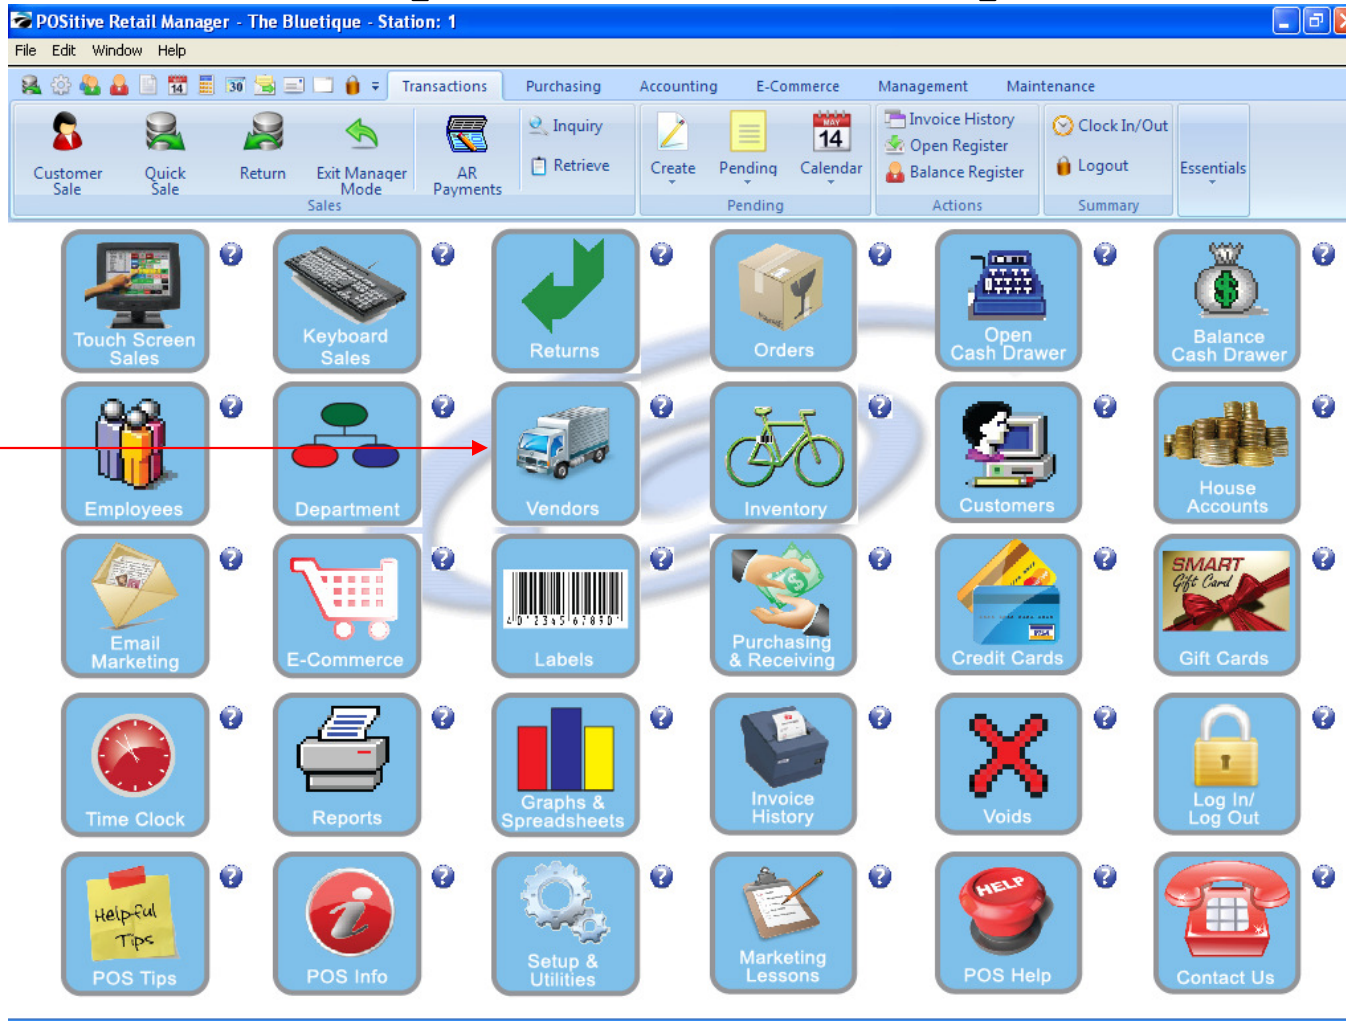 POSitive Retail Manager - The Bluetique - Station: 1
File Edit Window Help
14 30 Transactions Purchasing Accounting E-Commerce Management Maintenance
Customer Sale
Quick Sale
Return
Exit Manager Mode
AR Payments
Inquiry
Retrieve
Sales
Create
Pending
MAY 14
Calendar
Pending
Invoice History
Open Register
Balance Register
Actions
Clock In/Out
Logout
Summary
Essentials
Touch Screen
Sales
Keyboard
Sales
Returns
Orders
Open
Cash Drawer
Balance
Cash Drawer
Employees
Department
Vendors
Inventory
Customers
House
Accounts
Email
Marketing
E-Commerce
Labels
Purchasing
& Receiving
VISA
Credit Cards
SMART
Gift Card
Gift Cards
Time Clock
Reports
Graphs &
Spreadsheets
Invoice
History
Voids
Log In/
Log Out
Helpful
Tips
POS Tips
POS Info
Setup &
Utilities
Marketing
Lessons
HELP
POS Help
Contact Us